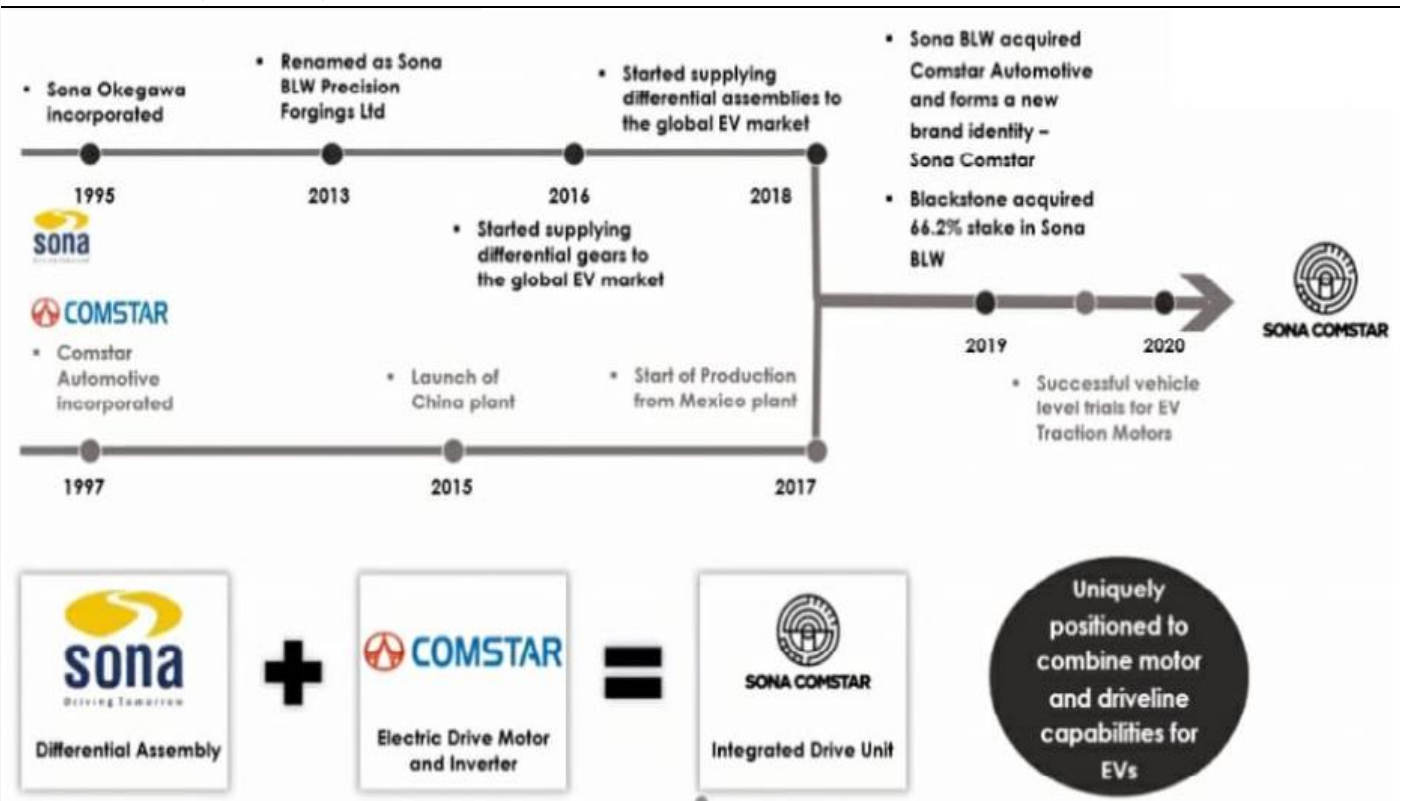 ▪ Sona Okegawa
incorporated
▪ Renamed as Sona
BLW Precision
Forgings Ltd
▪ Started supplying
differential assemblies to
the global EV market
▪ Sona BLW acquired
Comstar Automotive
and forms a new
brand identity –
Sona Comstar
1995
2013
2016
2018
▪ Blackstone acquired
66.2% stake in Sona
BLW
sona
▪ Started supplying
differential gears to
the global EV market
COMSTAR
SONA COMSTAR
2019
2020
▪ Comstar
Automotive
incorporated
▪ Launch of
China plant
▪ Start of Production
from Mexico plant
▪ Successful vehicle
level trials for EV
Traction Motors
1997
2015
2017
sona
Driving Tomorrow
Differential Assembly
COMSTAR
Electric Drive Motor
and Inverter
SONA COMSTAR
Integrated Drive Unit
Uniquely
positioned to
combine motor
and driveline
capabilities for
EVs